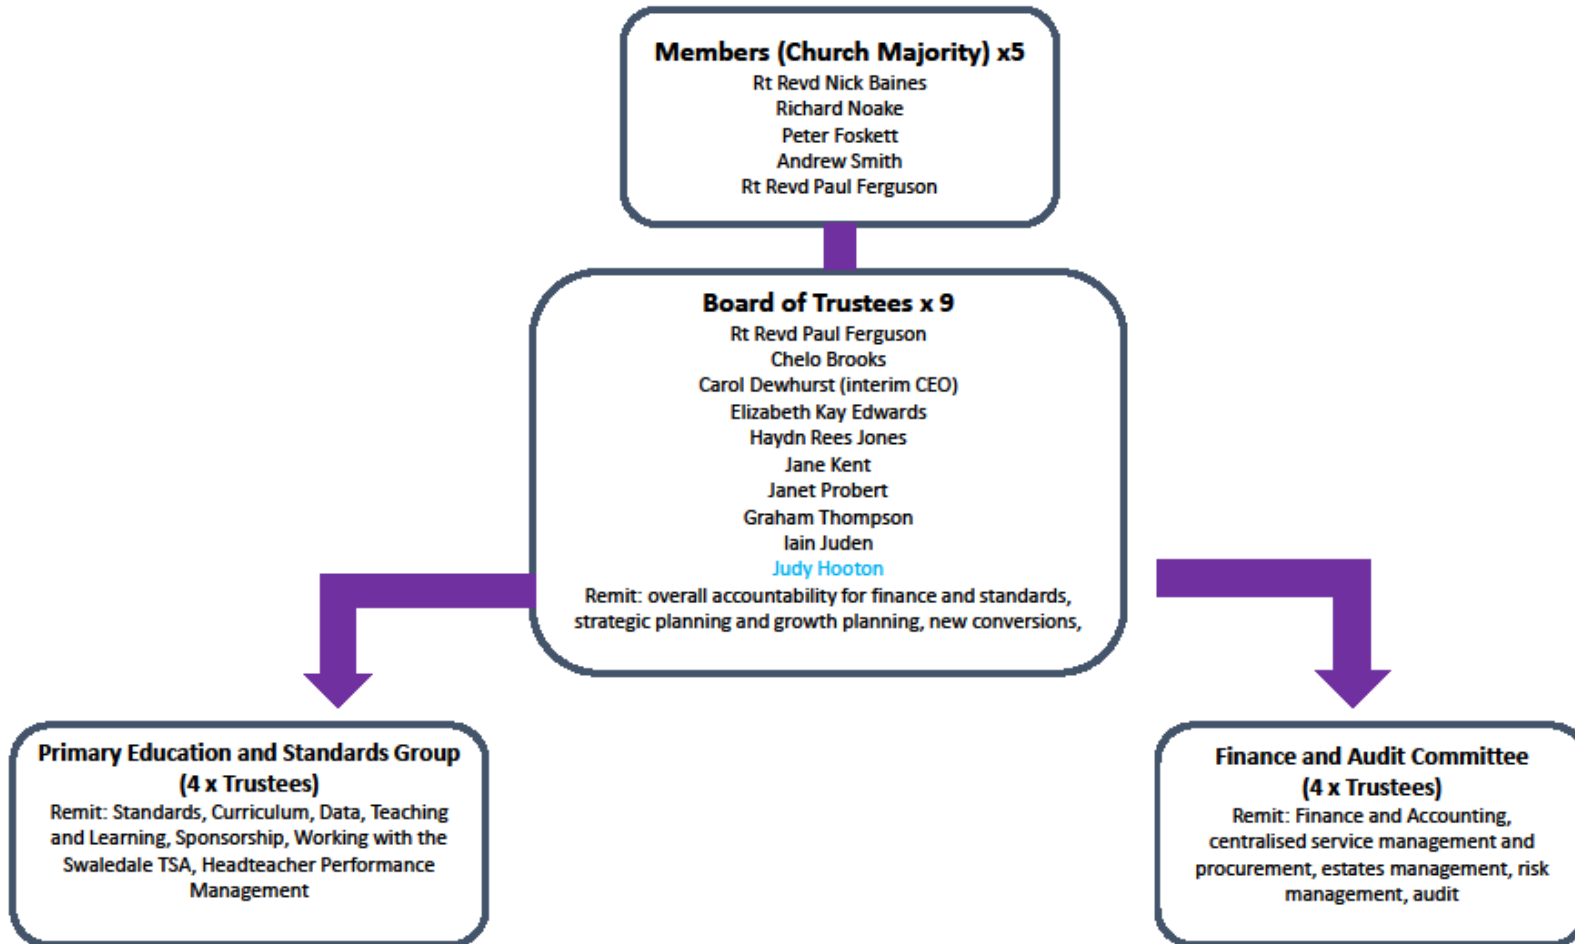 Members (Church Majority) x5
Rt Revd Nick Baines
Richard Noake
Peter Foskett
Andrew Smith
Rt Revd Paul Ferguson
Board of Trustees x 9
Rt Revd Paul Ferguson
Chelo Brooks
Carol Dewhurst (interim CEO)
Elizabeth Kay Edwards
Haydn Rees Jones
Jane Kent
Janet Probert
Graham Thompson
Iain Juden
Judy Hooton
Remit: overall accountability for finance and standards,
strategic planning and growth planning, new conversions,
Primary Education and Standards Group
(4 x Trustees)
Remit: Standards, Curriculum, Data, Teaching
and Learning, Sponsorship, Working with the
Swaledale TSA, Headteacher Performance
Management
Finance and Audit Committee
(4 x Trustees)
Remit: Finance and Accounting,
centralised service management and
procurement, estates management, risk
management, audit